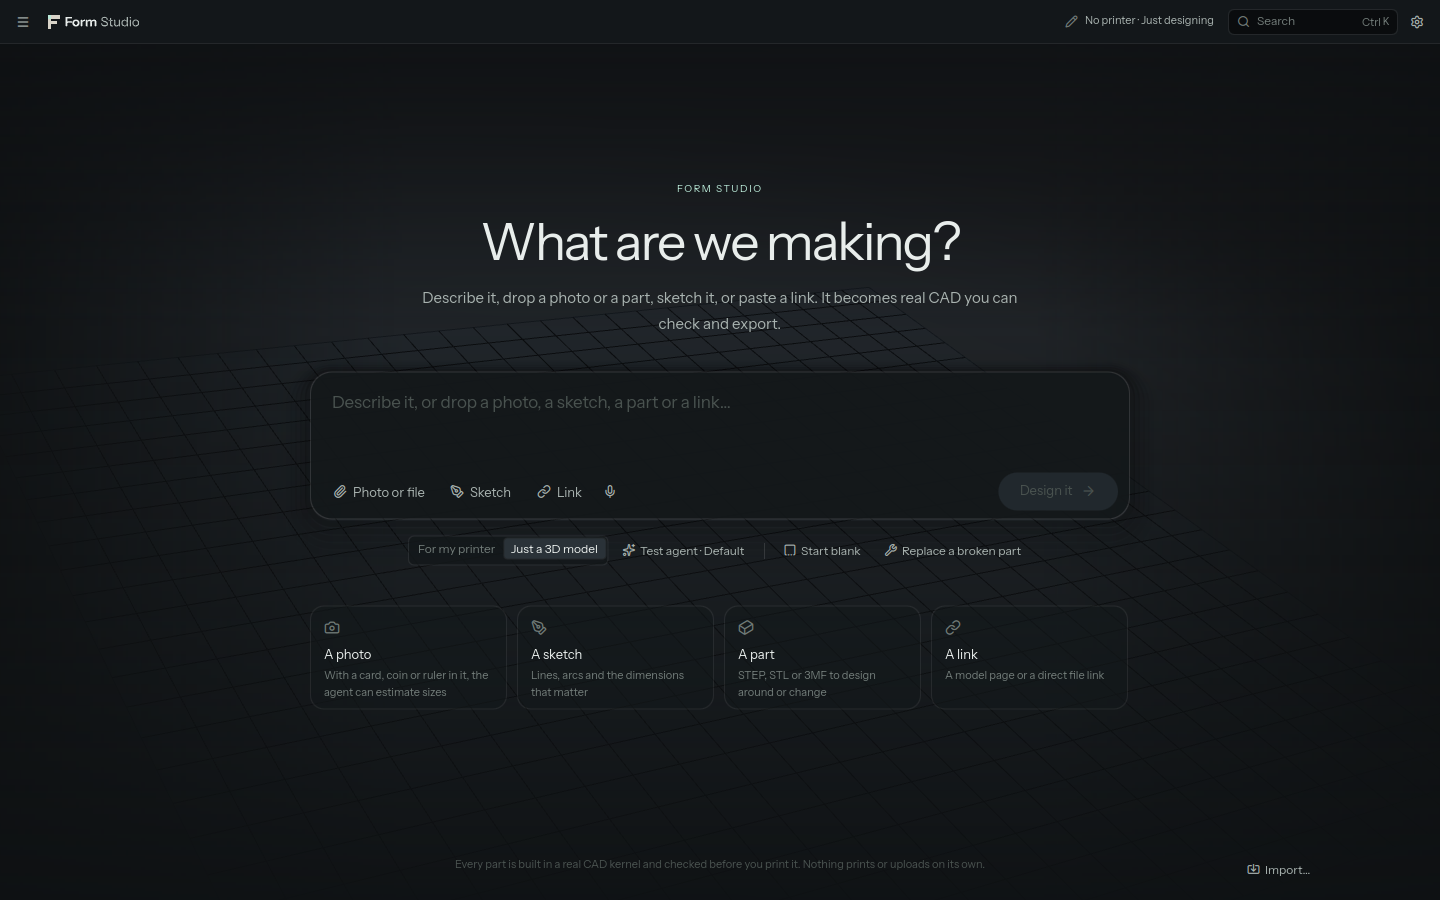 Form Studio
No printer · Just designing
Search
Ctrl K
FORM STUDIO
What are we making?
Describe it, drop a photo or a part, sketch it, or paste a link. It becomes real CAD you can
check and export.
Describe it, or drop a photo, a sketch, a part or a link...
Photo or file
Sketch
Link
Design it
For my printer
Just a 3D model
Test agent · Default
Start blank
Replace a broken part
A photo
With a card, coin or ruler in it, the
agent can estimate sizes
A sketch
Lines, arcs and the dimensions
that matter
A part
STEP, STL or 3MF to design
around or change
A link
A model page or a direct file link
Every part is built in a real CAD kernel and checked before you print it. Nothing prints or uploads on its own.
Import...